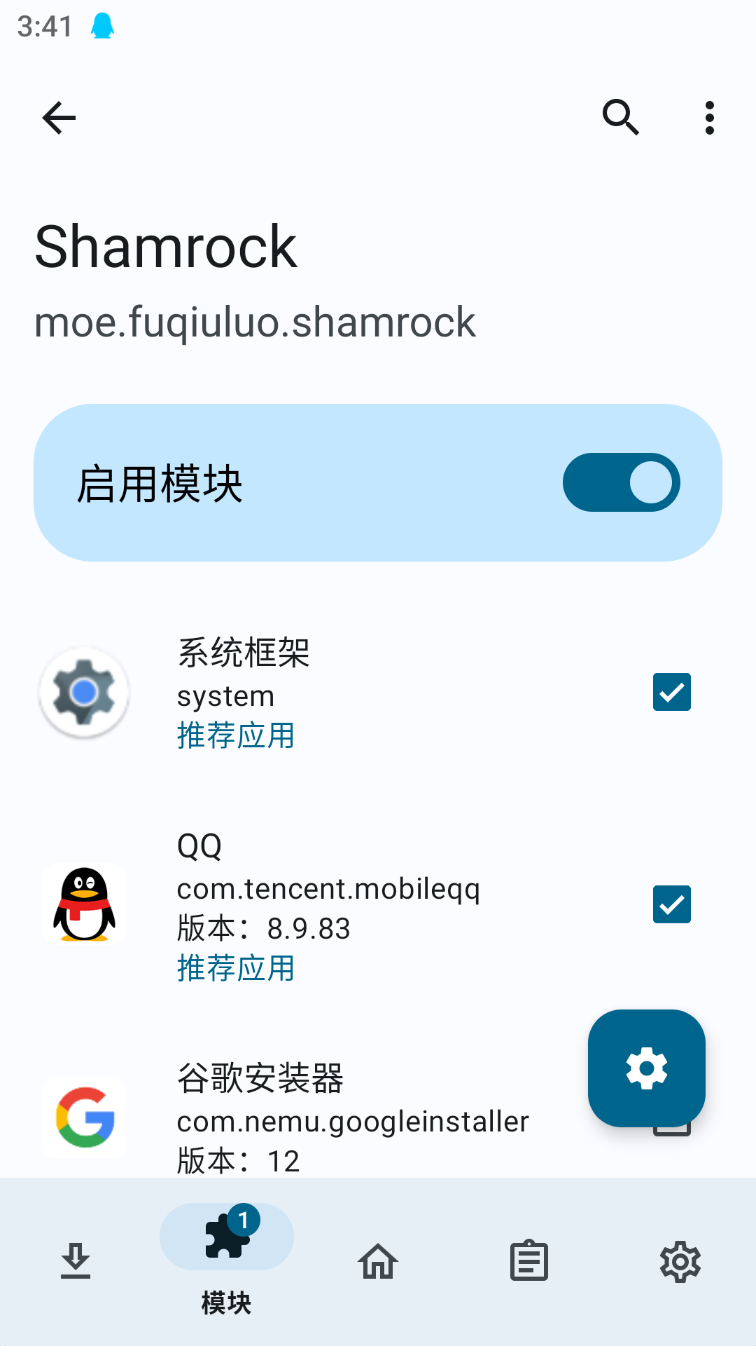 3:41
Shamrock
moe.fuqiuluo.shamrock
启用模块
系统框架
system
推荐应用
QQ
com.tencent.mobileqq
版本：8.9.83
推荐应用
谷歌安装器
com.nemu.googleinstaller
版本：12
1
模块